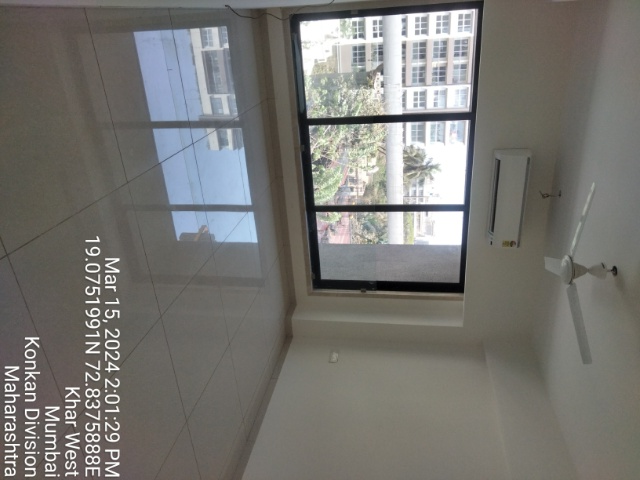 Mar 15, 2024 2:01:29 PM
19.0751991N 72.8375888E
Khar West
Mumbai
Konkan Division
Maharashtra